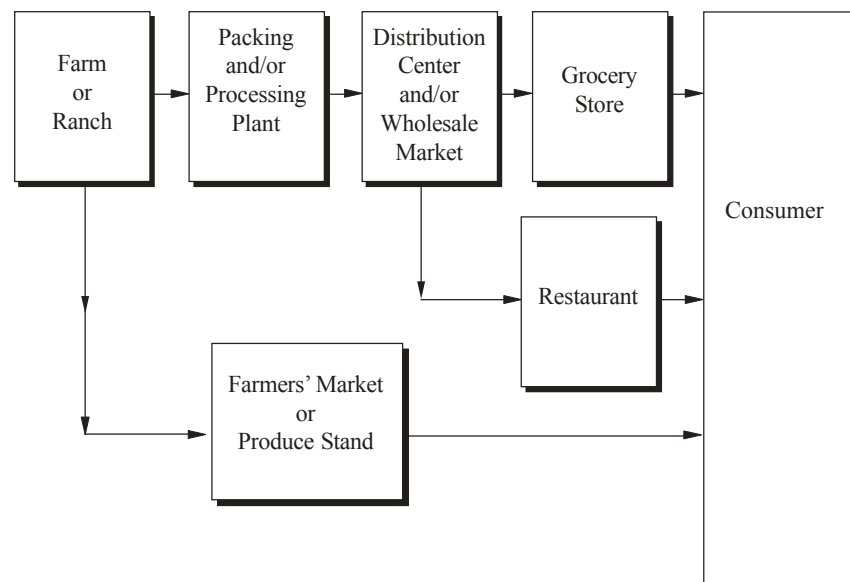 Farm
or
Ranch
Packing
and/or
Processing
Plant
Distribution
Center
and/or
Wholesale
Market
Grocery
Store
Consumer
Restaurant
Farmers’ Market
or
Produce Stand